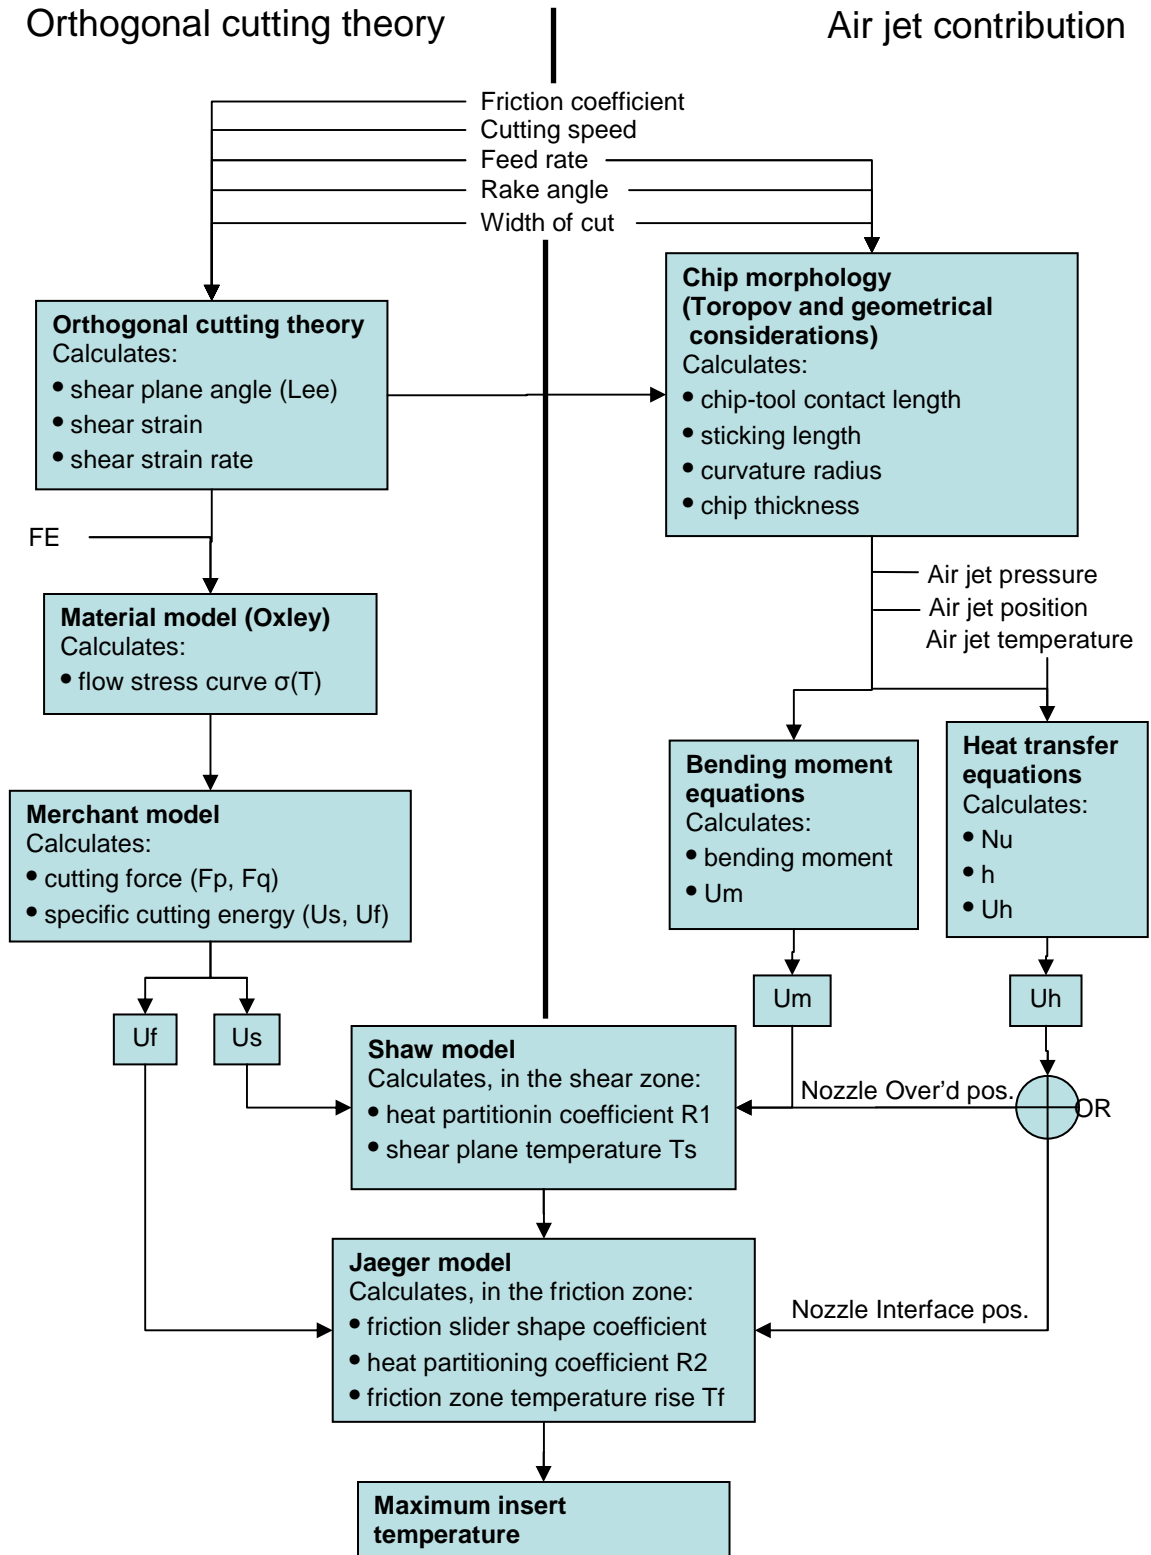 Orthogonal cutting theory
Air jet contribution
Friction coefficient
Cutting speed
Feed rate
Rake angle
Width of cut
Orthogonal cutting theory
Calculates:
• shear plane angle (Lee)
• shear strain
• shear strain rate
Chip morphology
(Toropov and geometrical
considerations)
Calculates:
• chip-tool contact length
• sticking length
• curvature radius
• chip thickness
FE
Air jet pressure
Air jet position
Air jet temperature
Material model (Oxley)
Calculates:
• flow stress curve σ(T)
Bending moment
equations
Calculates:
• bending moment
• Um
Heat transfer
equations
Calculates:
• Nu
• h
• Uh
Merchant model
Calculates:
• cutting force (Fp, Fq)
• specific cutting energy (Us, Uf)
Um
Uh
Uf
Us
Shaw model
Calculates, in the shear zone:
• heat partitionin coefficient R1
• shear plane temperature Ts
Nozzle Over’d pos.
OR
Jaeger model
Calculates, in the friction zone:
• friction slider shape coefficient
• heat partitioning coefficient R2
• friction zone temperature rise Tf
Nozzle Interface pos.
Maximum insert
temperature